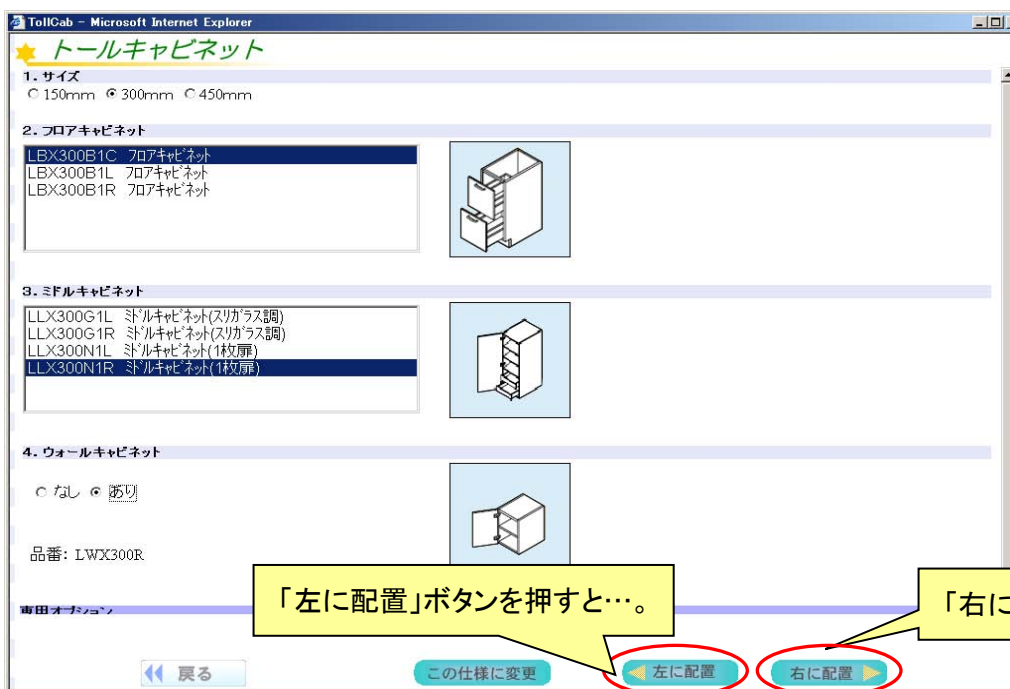 TollCab - Microsoft Internet Explorer
トールキャビネット
1. サイズ
150mm 300mm 450mm
2. フロアキャビネット
LBX300B1C フロアキャビネット
LBX300B1L フロアキャビネット
LBX300B1R フロアキャビネット
3. ミドルキャビネット
LLX300G1L ミドルキャビネット(スリガラス調)
LLX300G1R ミドルキャビネット(スリガラス調)
LLX300N1L ミドルキャビネット(1枚扉)
LLX300N1R ミドルキャビネット(1枚扉)
4. ウォールキャビネット
なし あり
品番: LWX300R
専用オプション
「左に配置」ボタンを押すと…。
「右に
戻る この仕様に変更 左に配置 右に配置